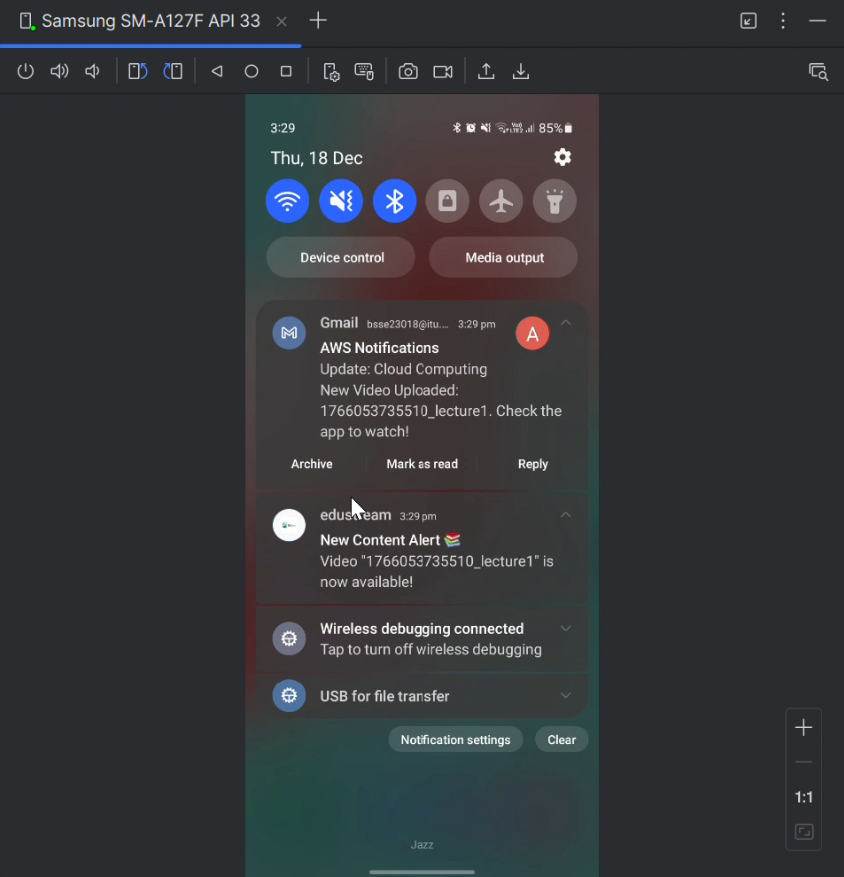 Samsung SM-A127F API 33
3:29
85%
Thu, 18 Dec
Device control
Media output
Gmail bsse23018@itu.... 3:29 pm
A
AWS Notifications
Update: Cloud Computing
New Video Uploaded:
1766053735510_lecture1. Check the
app to watch!
Archive
Mark as read
Reply
3:29 pm
New Content Alert 📚
Video "1766053735510_lecture1" is
now available!
Wireless debugging connected
Tap to turn off wireless debugging
USB for file transfer
Notification settings
Clear
1:1
Jazz